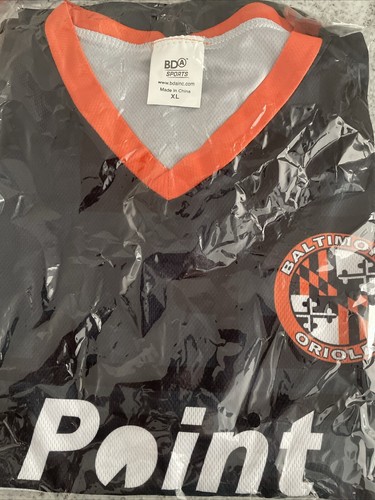 BDA
SPORTS
www.bdainc.com
Made in China
XL
BALTIMO
ORIOL
Point